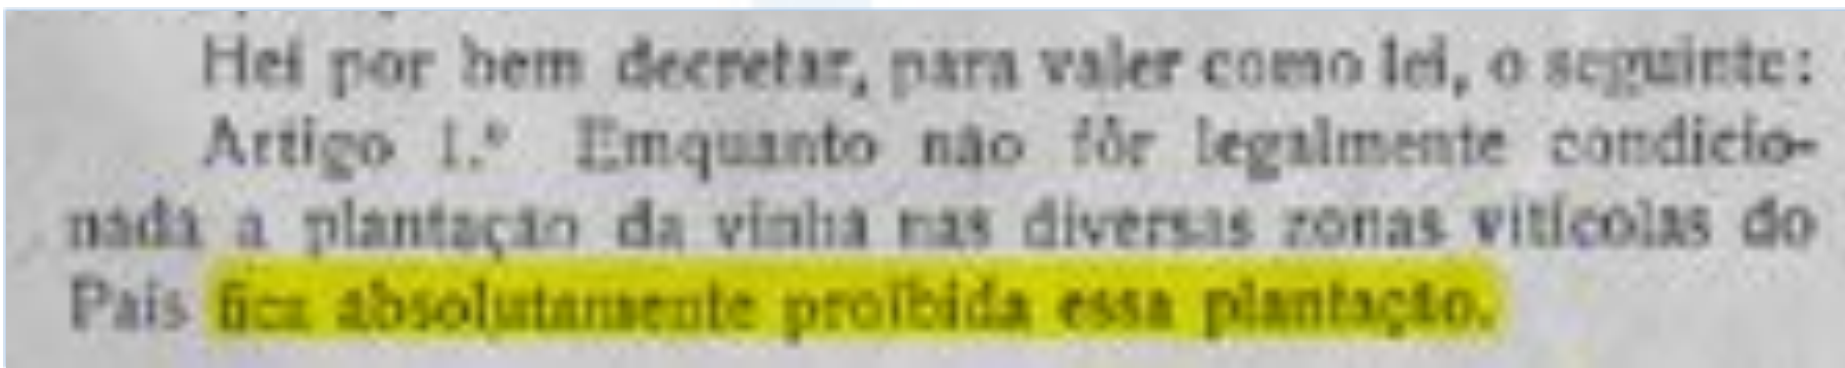 Hei por bem decretar, para valer como lei, o seguinte:
Artigo 1.º Emquanto não fôr legalmente condicio-
nada a plantação da vinha nas diversas zonas vitícolas do
País fica absolutamente proïbida essa plantação.